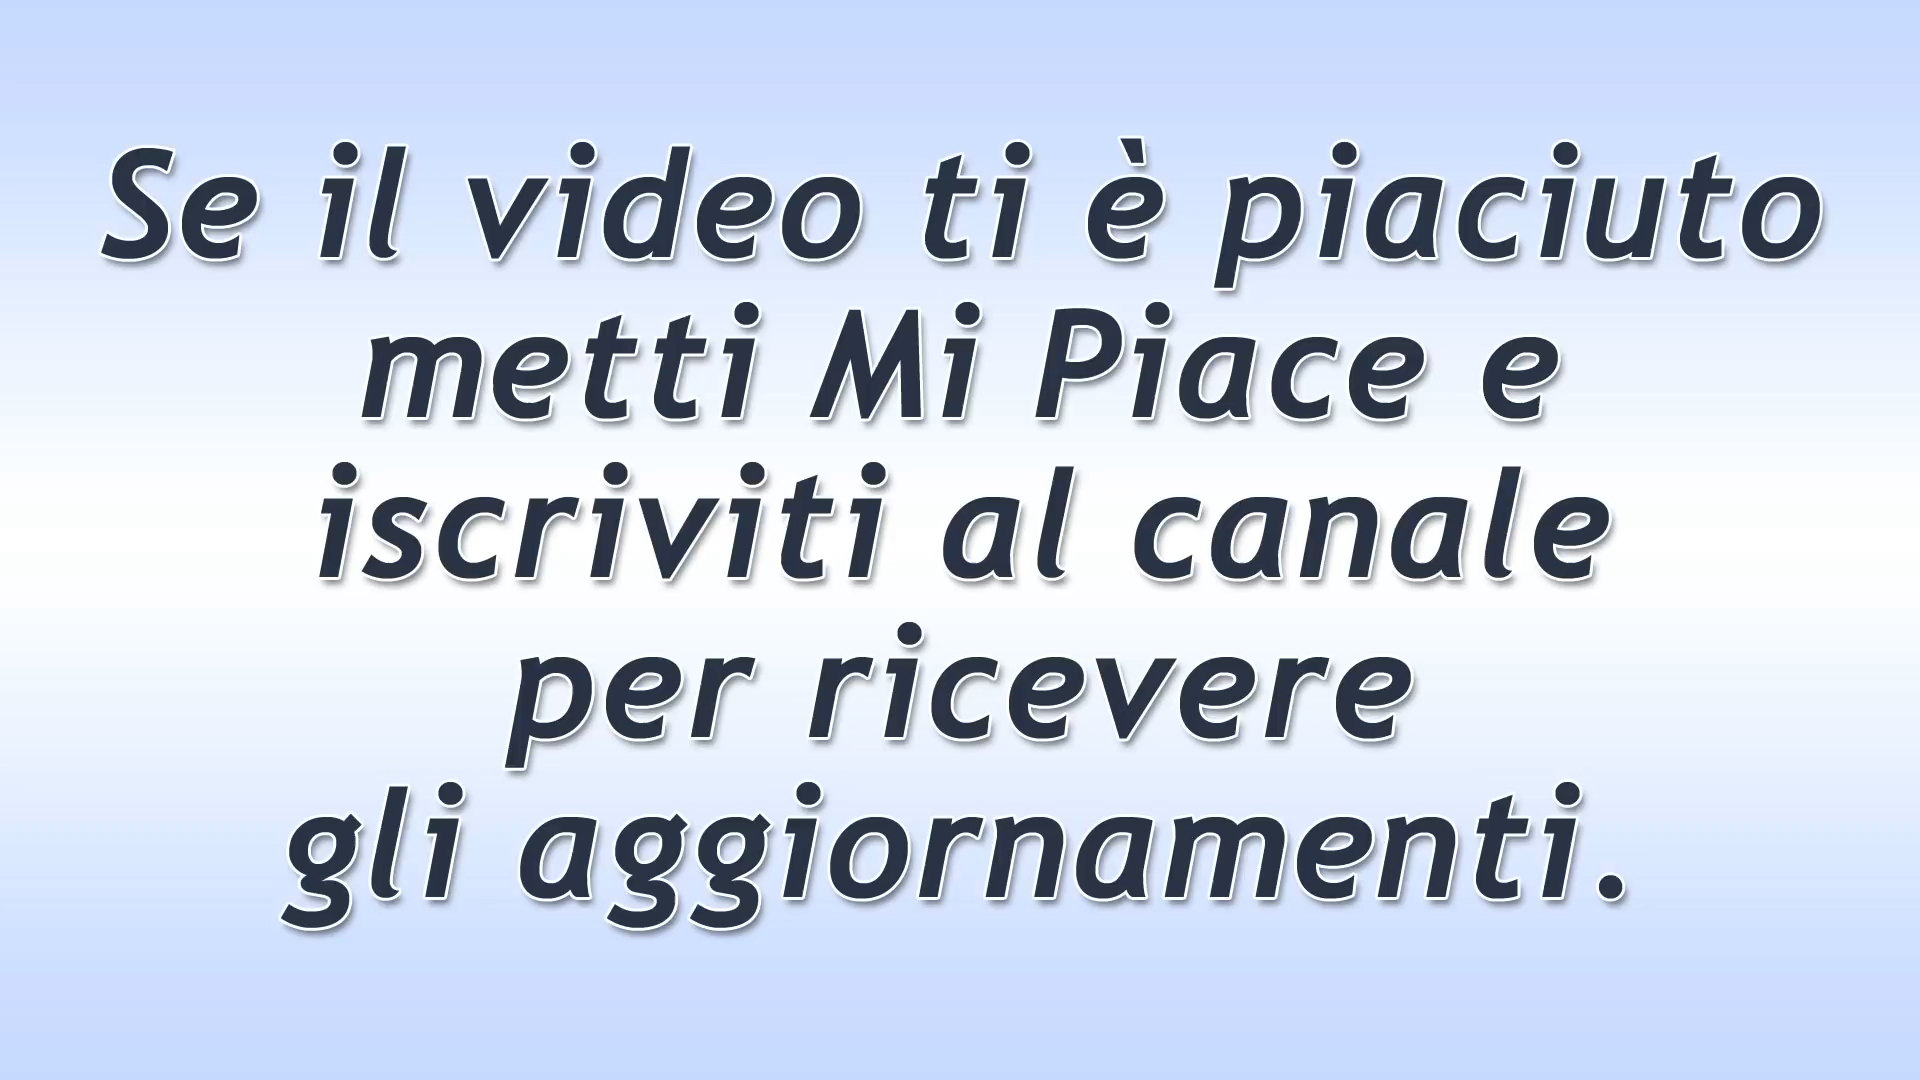 Se il video ti è piaciuto
metti Mi Piace e
iscriviti al canale
per ricevere
gli aggiornamenti.